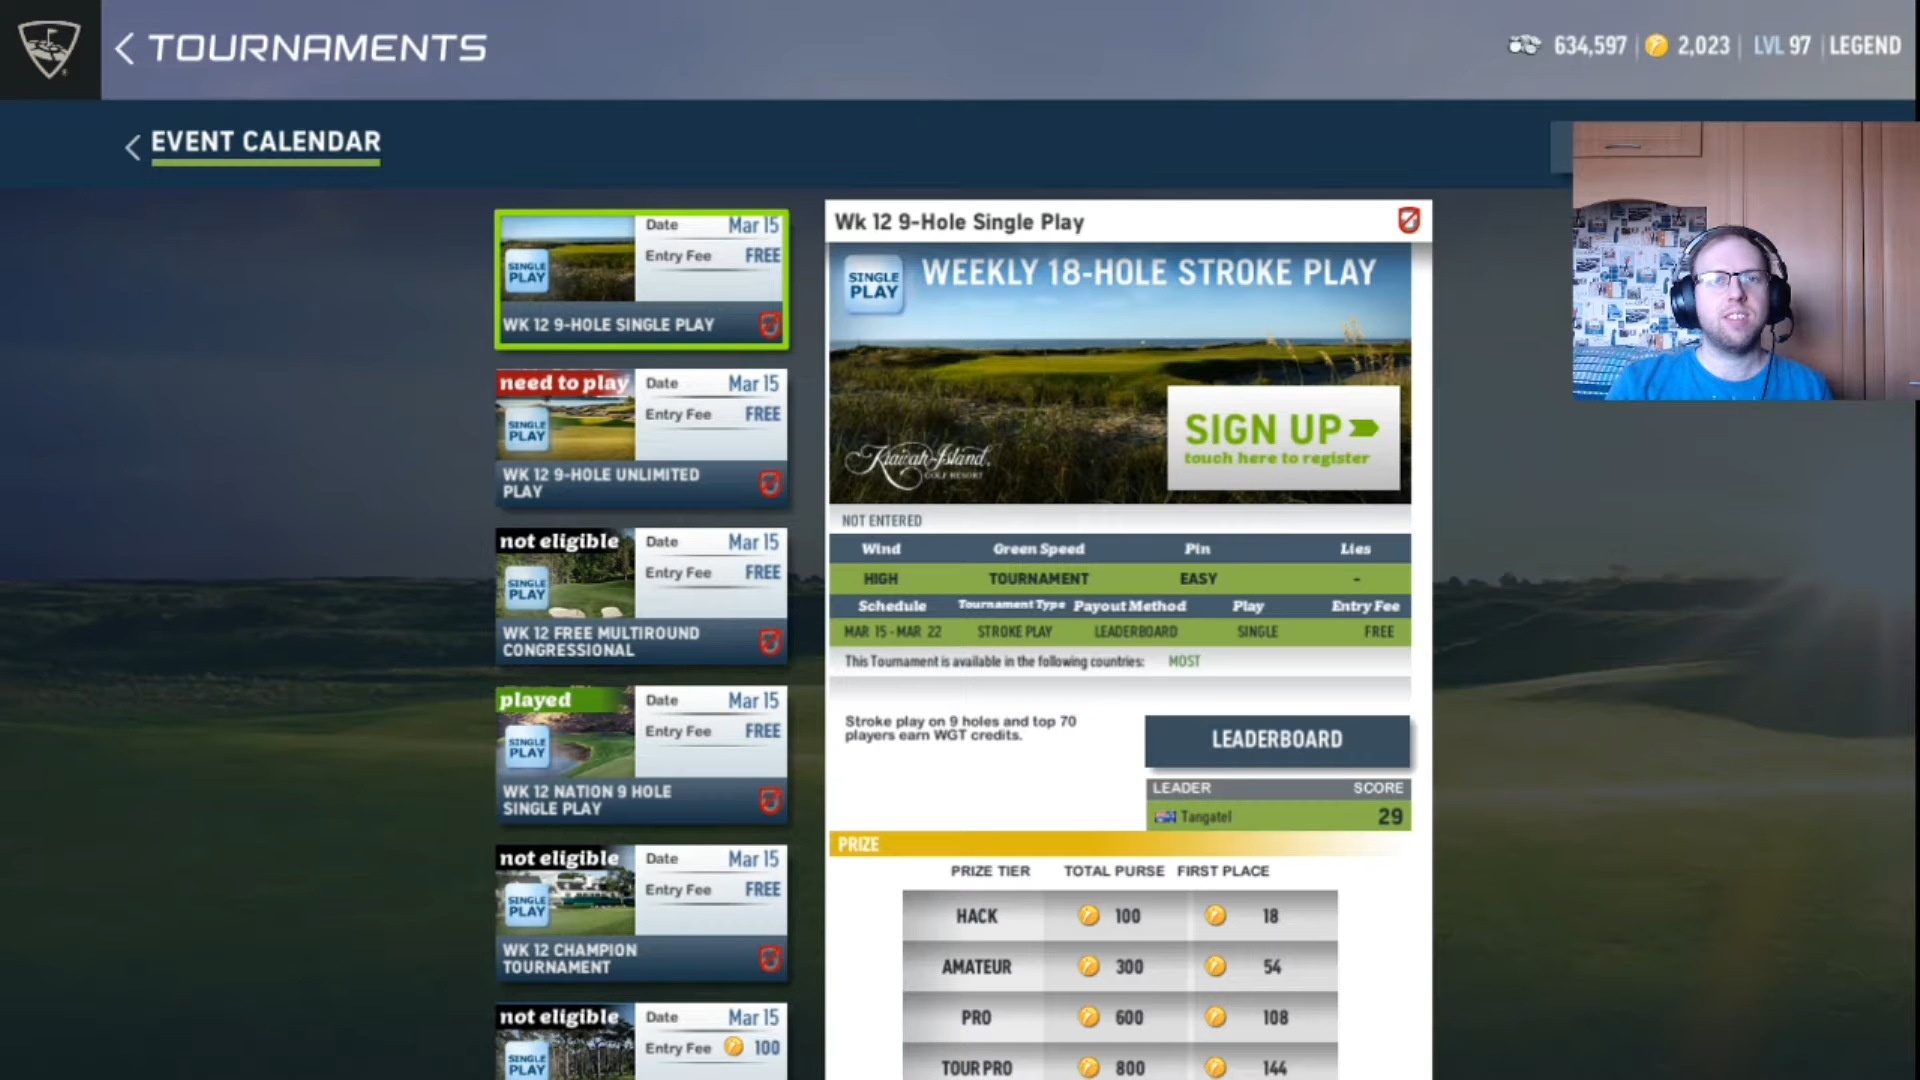 TOURNAMENTS
634,597 2,023 LVL 97 LEGEND
EVENT CALENDAR
SINGLE PLAY
Date Mar 15
Entry Fee FREE
WK 12 9-HOLE SINGLE PLAY
need to play
SINGLE PLAY
Date Mar 15
Entry Fee FREE
WK 12 9-HOLE UNLIMITED
PLAY
not eligible
SINGLE PLAY
Date Mar 15
Entry Fee FREE
WK 12 FREE MULTIROUND
CONGRESSIONAL
played
SINGLE PLAY
Date Mar 15
Entry Fee FREE
WK 12 NATION 9 HOLE
SINGLE PLAY
not eligible
SINGLE PLAY
Date Mar 15
Entry Fee FREE
WK 12 CHAMPION
TOURNAMENT
not eligible
SINGLE PLAY
Date Mar 15
Entry Fee 100
Wk 12 9-Hole Single Play
SINGLE PLAY
WEEKLY 18-HOLE STROKE PLAY
Kiawah Island
GOLF RESORT
SIGN UP
touch here to register
NOT ENTERED
Wind Green Speed Pin Lies
HIGH TOURNAMENT EASY -
Schedule Tournament Type Payout Method Play Entry Fee
MAR 15 - MAR 22 STROKE PLAY LEADERBOARD SINGLE FREE
This Tournament is available in the following countries: MOST
Stroke play on 9 holes and top 70
players earn WGT credits.
LEADERBOARD
LEADER SCORE
Tangatel 29
PRIZE
PRIZE TIER TOTAL PURSE FIRST PLACE
HACK 100 18
AMATEUR 300 54
PRO 600 108
TOUR PRO 800 144